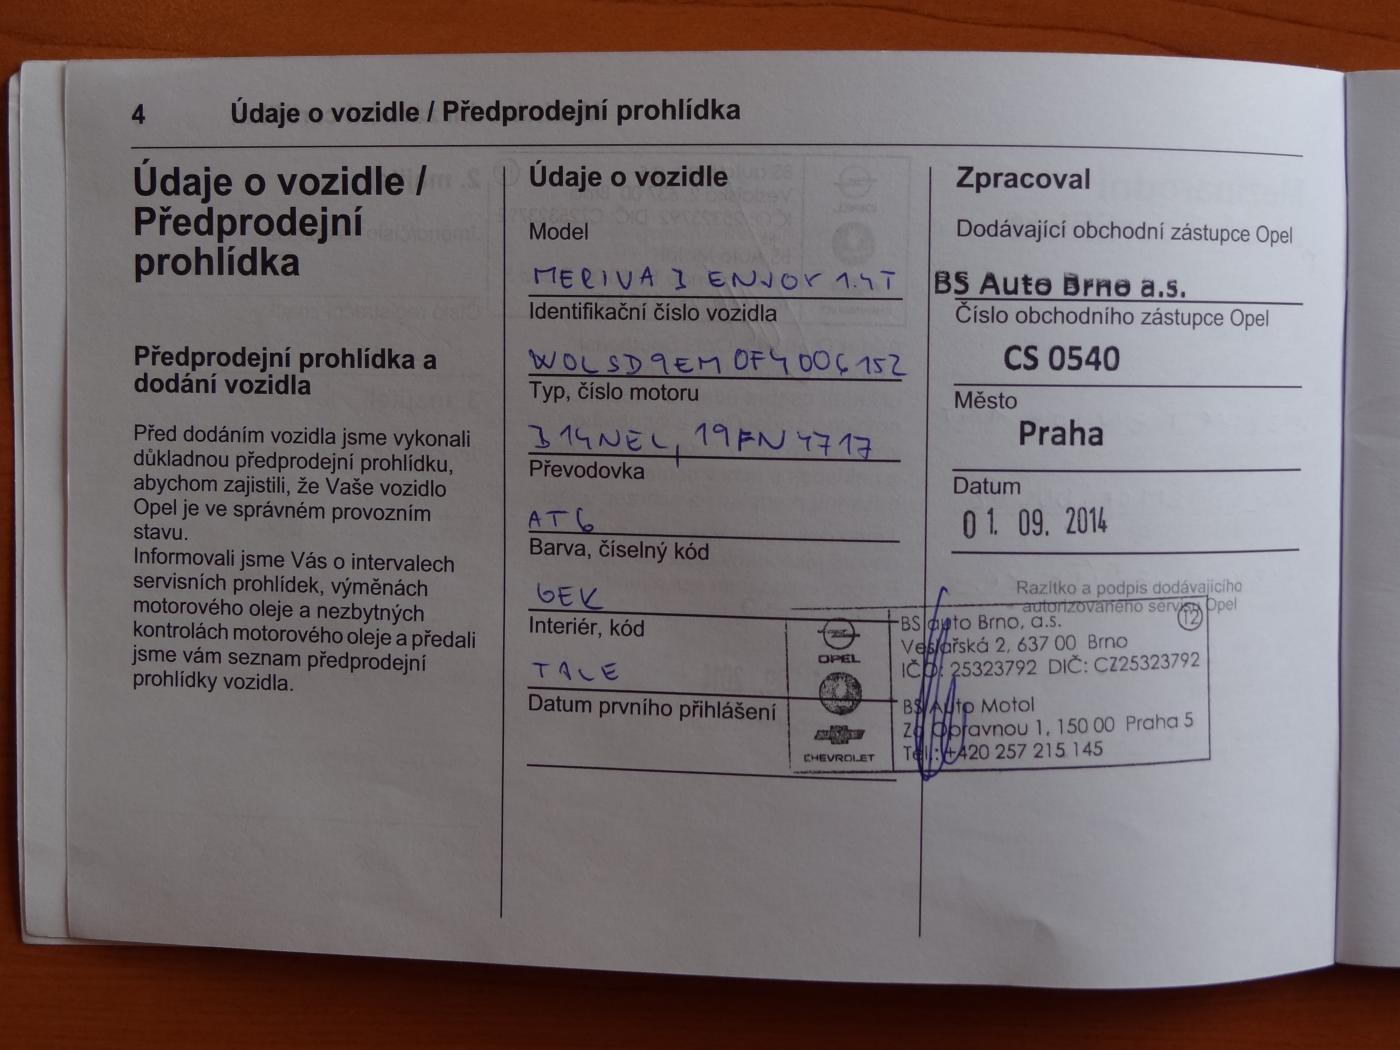 4 Údaje o vozidle / Předprodejní prohlídka
Údaje o vozidle /
Předprodejní
prohlídka
Předprodejní prohlídka a
dodání vozidla
Před dodáním vozidla jsme vykonali
důkladnou předprodejní prohlídku,
abychom zajistili, že Vaše vozidlo
Opel je ve správném provozním
stavu.
Informovali jsme Vás o intervalech
servisních prohlídek, výměnách
motorového oleje a nezbytných
kontrolách motorového oleje a předali
jsme vám seznam předprodejní
prohlídky vozidla.
Údaje o vozidle
Model
MERIVA B ENJOY 1.4T
Identifikační číslo vozidla
W0LSD9EM0F4006152
Typ, číslo motoru
B14NEL, 19FN4717
Převodovka
AT6
Barva, číselný kód
GEK
Interiér, kód
TALE
Datum prvního přihlášení
Zpracoval
Dodávající obchodní zástupce Opel
BS Auto Brno a.s.
Číslo obchodního zástupce Opel
CS 0540
Město
Praha
Datum
01. 09. 2014
Razítko a podpis dodávajícího
autorizovaného servisu Opel
OPEL
CHEVROLET
BS auto Brno, a.s. 12
Veslařská 2, 637 00 Brno
IČO: 25323792 DIČ: CZ25323792
BS Auto Motol
Za Opravnou 1, 150 00 Praha 5
Tel.: +420 257 215 145